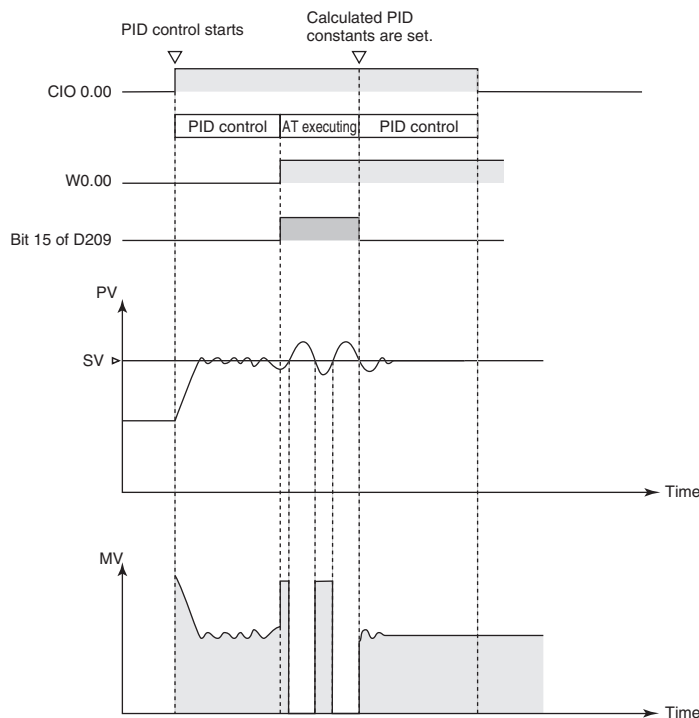 PID control starts
Calculated PID
constants are set.
CIO 0.00
PID control
AT executing
PID control
W0.00
Bit 15 of D209
PV
SV
Time
MV
Time